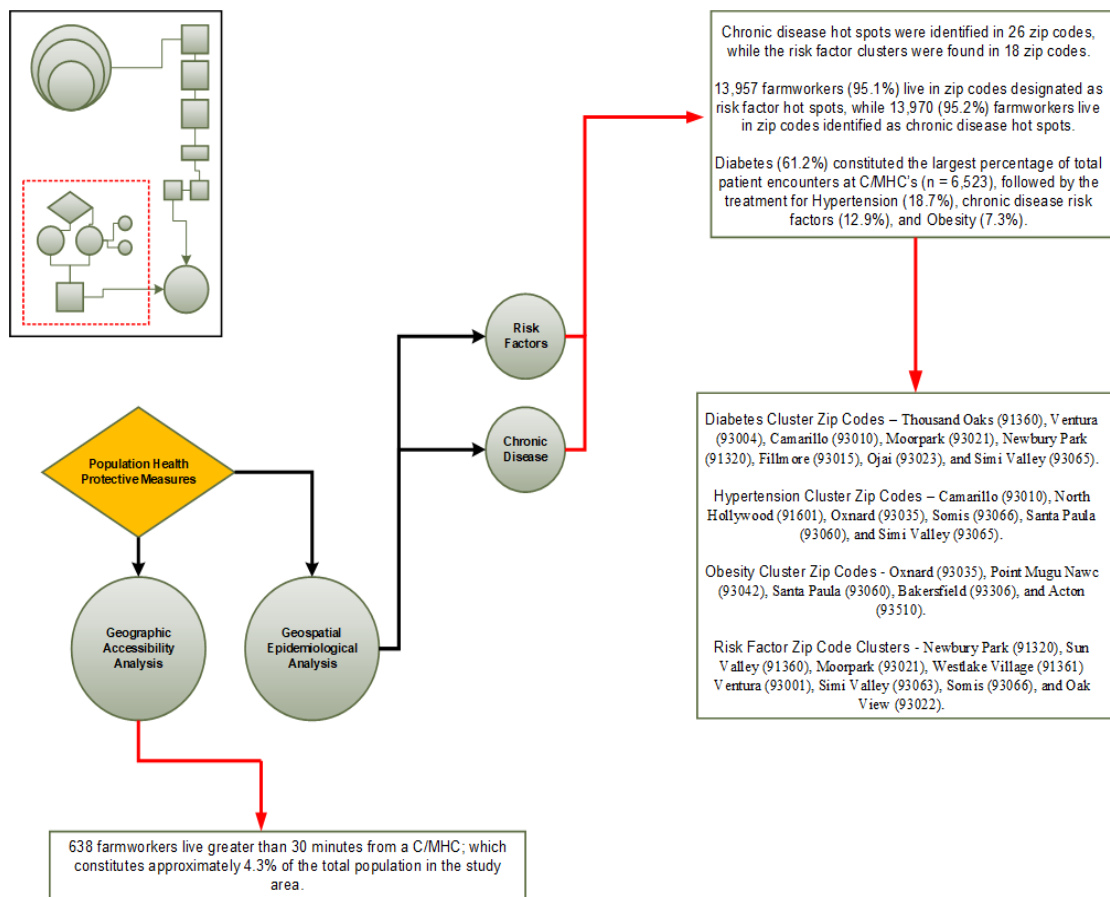 Chronic disease hot spots were identified in 26 zip codes,
while the risk factor clusters were found in 18 zip codes.
13,957 farmworkers (95.1%) live in zip codes designated as
risk factor hot spots, while 13,970 (95.2%) farmworkers live
in zip codes identified as chronic disease hot spots.
Diabetes (61.2%) constituted the largest percentage of total
patient encounters at C/MHC's (n = 6,523), followed by the
treatment for Hypertension (18.7%), chronic disease risk
factors (12.9%), and Obesity (7.3%).
Risk
Factors
Chronic
Disease
Population Health
Protective Measures
Geographic
Accessibility
Analysis
Geospatial
Epidemiological
Analysis
Diabetes Cluster Zip Codes – Thousand Oaks (91360), Ventura
(93004), Camarillo (93010), Moorpark (93021), Newbury Park
(91320), Fillmore (93015), Ojai (93023), and Simi Valley (93065).
Hypertension Cluster Zip Codes – Camarillo (93010), North
Hollywood (91601), Oxnard (93035), Somis (93066), Santa Paula
(93060), and Simi Valley (93065).
Obesity Cluster Zip Codes - Oxnard (93035), Point Mugu Nawc
(93042), Santa Paula (93060), Bakersfield (93306), and Acton
(93510).
Risk Factor Zip Code Clusters - Newbury Park (91320), Sun
Valley (91360), Moorpark (93021), Westlake Village (91361)
Ventura (93001), Simi Valley (93063), Somis (93066), and Oak
View (93022).
638 farmworkers live greater than 30 minutes from a C/MHC; which
constitutes approximately 4.3% of the total population in the study
area.